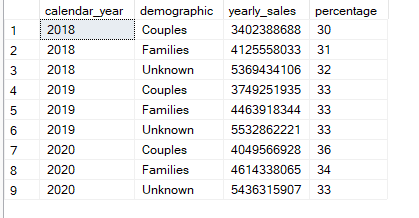 calendar_year demographic yearly_sales percentage
1 2018 Couples 3402388688 30
2 2018 Families 4125558033 31
3 2018 Unknown 5369434106 32
4 2019 Couples 3749251935 33
5 2019 Families 4463918344 33
6 2019 Unknown 5532862221 33
7 2020 Couples 4049566928 36
8 2020 Families 4614338065 34
9 2020 Unknown 5436315907 33